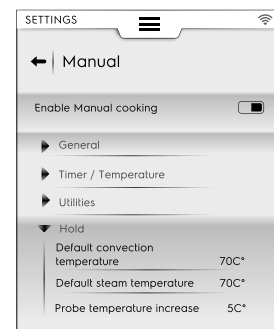 SETTINGS
Manual
Enable Manual cooking
General
Timer / Temperature
Utilities
Hold
Default convection
temperature 70C°
Default steam temperature 70C°
Probe temperature increase 5C°